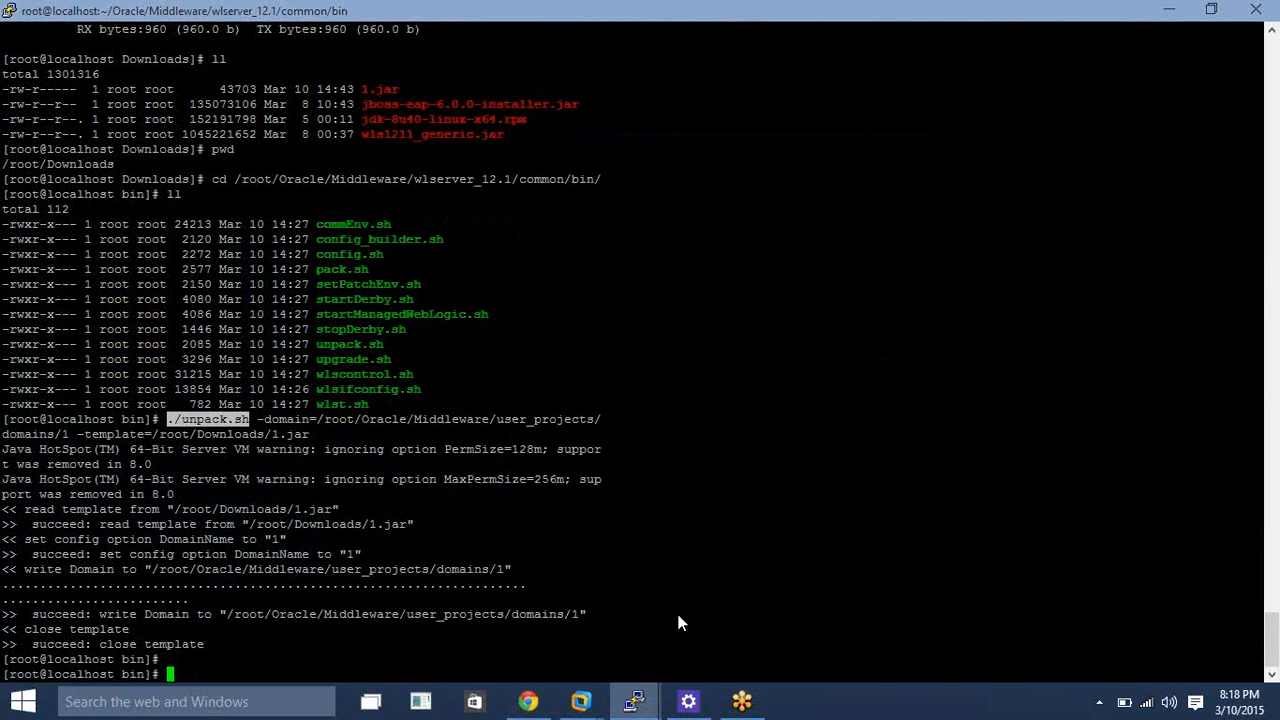 root@localhost:~/Oracle/Middleware/wlserver_12.1/common/bin
RX bytes:960 (960.0 b)  TX bytes:960 (960.0 b)
[root@localhost Downloads]# ll
total 1301316
-rw-r----- 1 root root      43703 Mar 10 14:43 1.jar
-rw-r--r--. 1 root root  135073106 Mar  8 10:43 jboss-eap-6.0.0-installer.jar
-rw-r--r--. 1 root root  152191798 Mar  5 00:11 jdk-8u40-linux-x64.rpm
-rw-r--r--. 1 root root 1045221652 Mar  8 00:37 wls1211_generic.jar
[root@localhost Downloads]# pwd
/root/Downloads
[root@localhost Downloads]# cd /root/Oracle/Middleware/wlserver_12.1/common/bin/
[root@localhost bin]# ll
total 112
-rwxr-x--- 1 root root 24213 Mar 10 14:27 commEnv.sh
-rwxr-x--- 1 root root  2120 Mar 10 14:27 config_builder.sh
-rwxr-x--- 1 root root  2272 Mar 10 14:27 config.sh
-rwxr-x--- 1 root root  2577 Mar 10 14:27 pack.sh
-rwxr-x--- 1 root root  2150 Mar 10 14:27 setPatchEnv.sh
-rwxr-x--- 1 root root  4080 Mar 10 14:27 startDerby.sh
-rwxr-x--- 1 root root  4086 Mar 10 14:27 startManagedWebLogic.sh
-rwxr-x--- 1 root root  1446 Mar 10 14:27 stopDerby.sh
-rwxr-x--- 1 root root  2085 Mar 10 14:27 unpack.sh
-rwxr-x--- 1 root root  3296 Mar 10 14:27 upgrade.sh
-rwxr-x--- 1 root root 31215 Mar 10 14:27 wlscontrol.sh
-rwxr-x--- 1 root root 13854 Mar 10 14:26 wlsifconfig.sh
-rwxr-x--- 1 root root   782 Mar 10 14:27 wlst.sh
[root@localhost bin]# ./unpack.sh -domain=/root/Oracle/Middleware/user_projects/
domains/1 -template=/root/Downloads/1.jar
Java HotSpot(TM) 64-Bit Server VM warning: ignoring option PermSize=128m; suppor
t was removed in 8.0
Java HotSpot(TM) 64-Bit Server VM warning: ignoring option MaxPermSize=256m; sup
port was removed in 8.0
<< read template from "/root/Downloads/1.jar"
>>  succeed: read template from "/root/Downloads/1.jar"
<< set config option DomainName to "1"
>>  succeed: set config option DomainName to "1"
<< write Domain to "/root/Oracle/Middleware/user_projects/domains/1"
......................................................................
.........................
>>  succeed: write Domain to "/root/Oracle/Middleware/user_projects/domains/1"
<< close template
>>  succeed: close template
[root@localhost bin]#
[root@localhost bin]#
Search the web and Windows
8:18 PM
3/10/2015